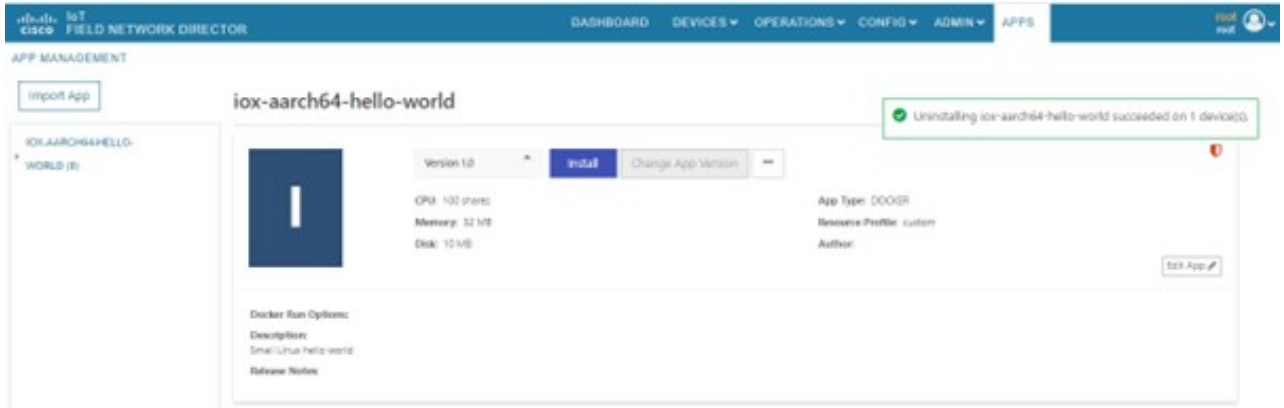 cisco IoT FIELD NETWORK DIRECTOR
DASHBOARD DEVICES OPERATIONS CONFIG ADMIN APPS
root
root
APP MANAGEMENT
Import App
iox-aarch64-hello-world
Uninstalling iox-aarch64-hello-world succeeded on 1 device(s).
IOX-AARCH64-HELLO-
WORLD (8)
I
Version 1.0 Install Change App Version
CPU: 100 shares
Memory: 32 MB
Disk: 10 MB
App Type: DOCKER
Resource Profile: custom
Author:
Edit App
Docker Run Options:
Description:
Small Linux hello world
Release Notes: